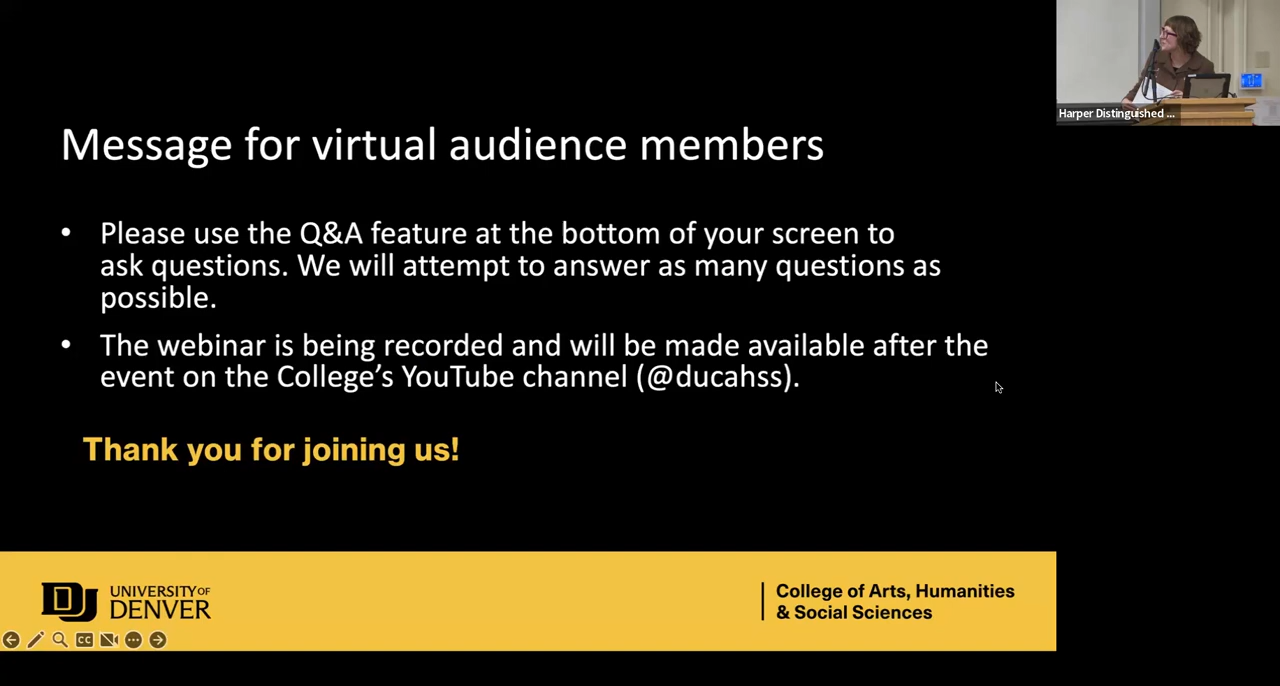 Harper Distinguished ...
Message for virtual audience members
• Please use the Q&A feature at the bottom of your screen to
ask questions. We will attempt to answer as many questions as
possible.
• The webinar is being recorded and will be made available after the
event on the College’s YouTube channel (@ducahss).
Thank you for joining us!
DU
UNIVERSITY OF
DENVER
College of Arts, Humanities
& Social Sciences
CC